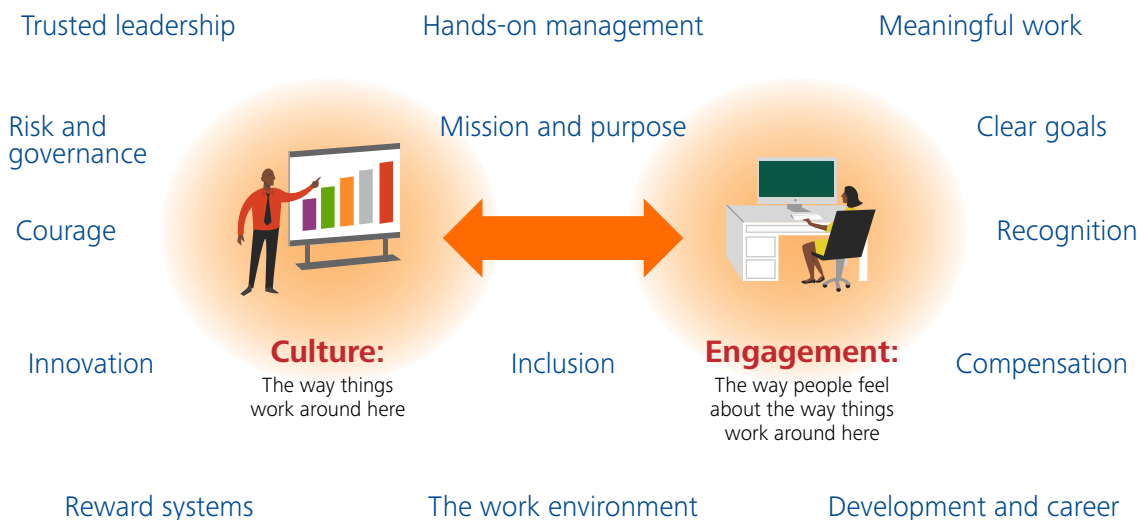 Trusted leadership
Hands-on management
Meaningful work
Risk and
governance
Mission and purpose
Clear goals
Courage
Recognition
Innovation
Culture:
The way things
work around here
Inclusion
Engagement:
The way people feel
about the way things
work around here
Compensation
Reward systems
The work environment
Development and career